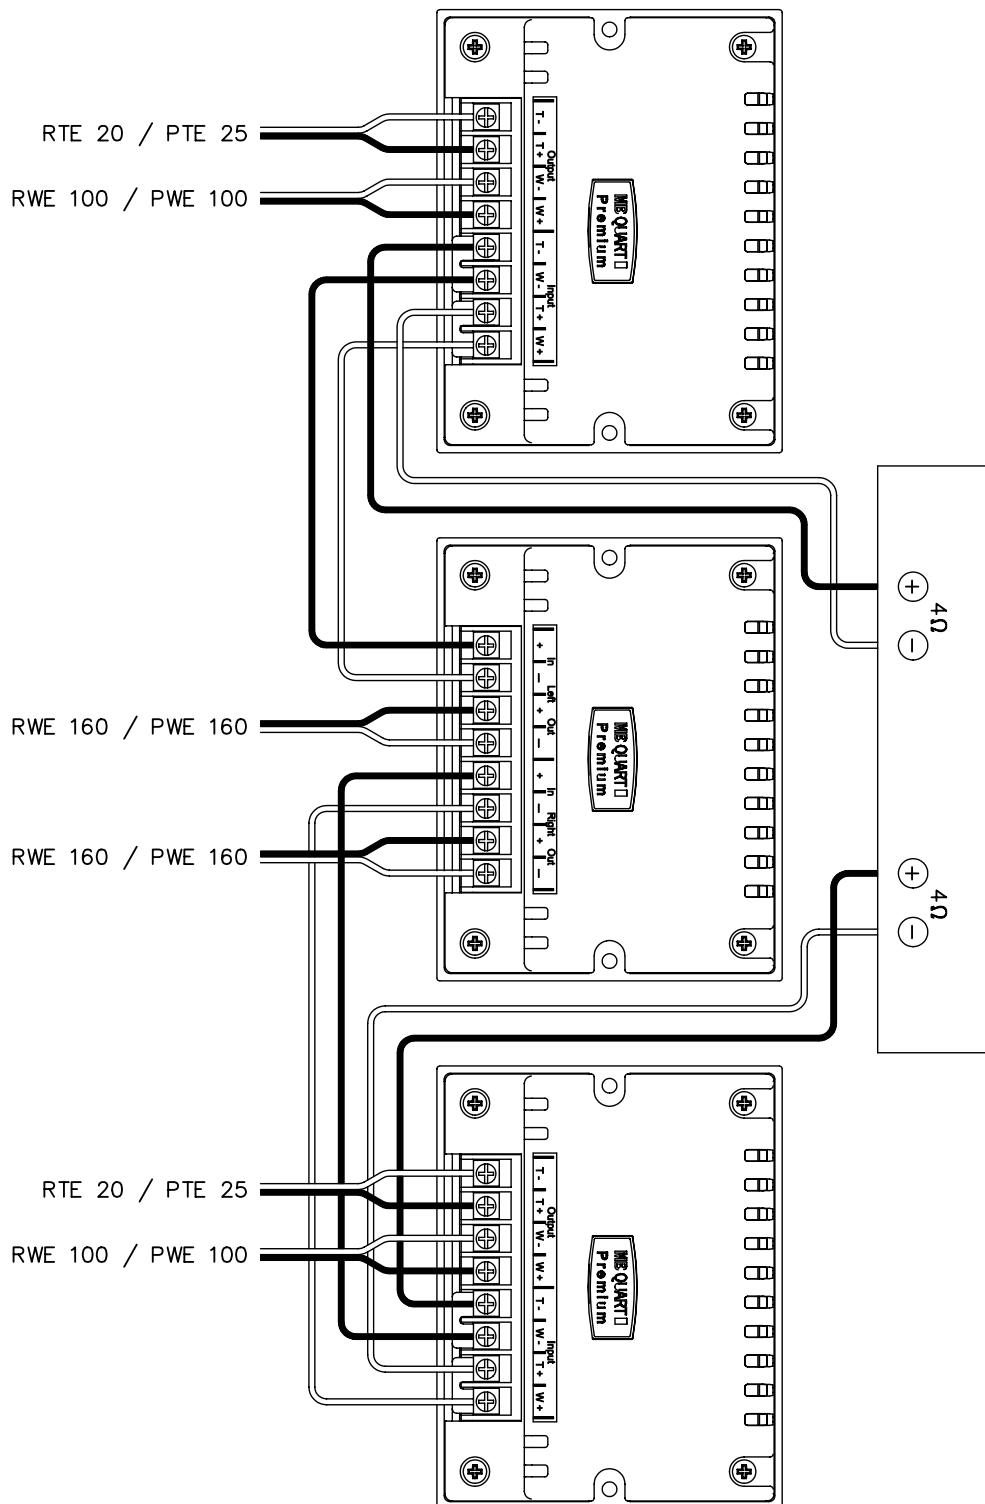 RTE 20 / PTE 25
RWE 100 / PWE 100
T -
T +
W -
W+
Output
T -
W -
T +
W+
Input
MB QUART
Premium
+
−
4Ω
+
−
In
Left
+
−
Out
RWE 160 / PWE 160
+
−
In
Right
+
−
Out
RWE 160 / PWE 160
MB QUART
Premium
+
−
4Ω
+
−
4Ω
RTE 20 / PTE 25
RWE 100 / PWE 100
T -
T +
W -
W+
Output
T -
W -
T +
W+
Input
MB QUART
Premium